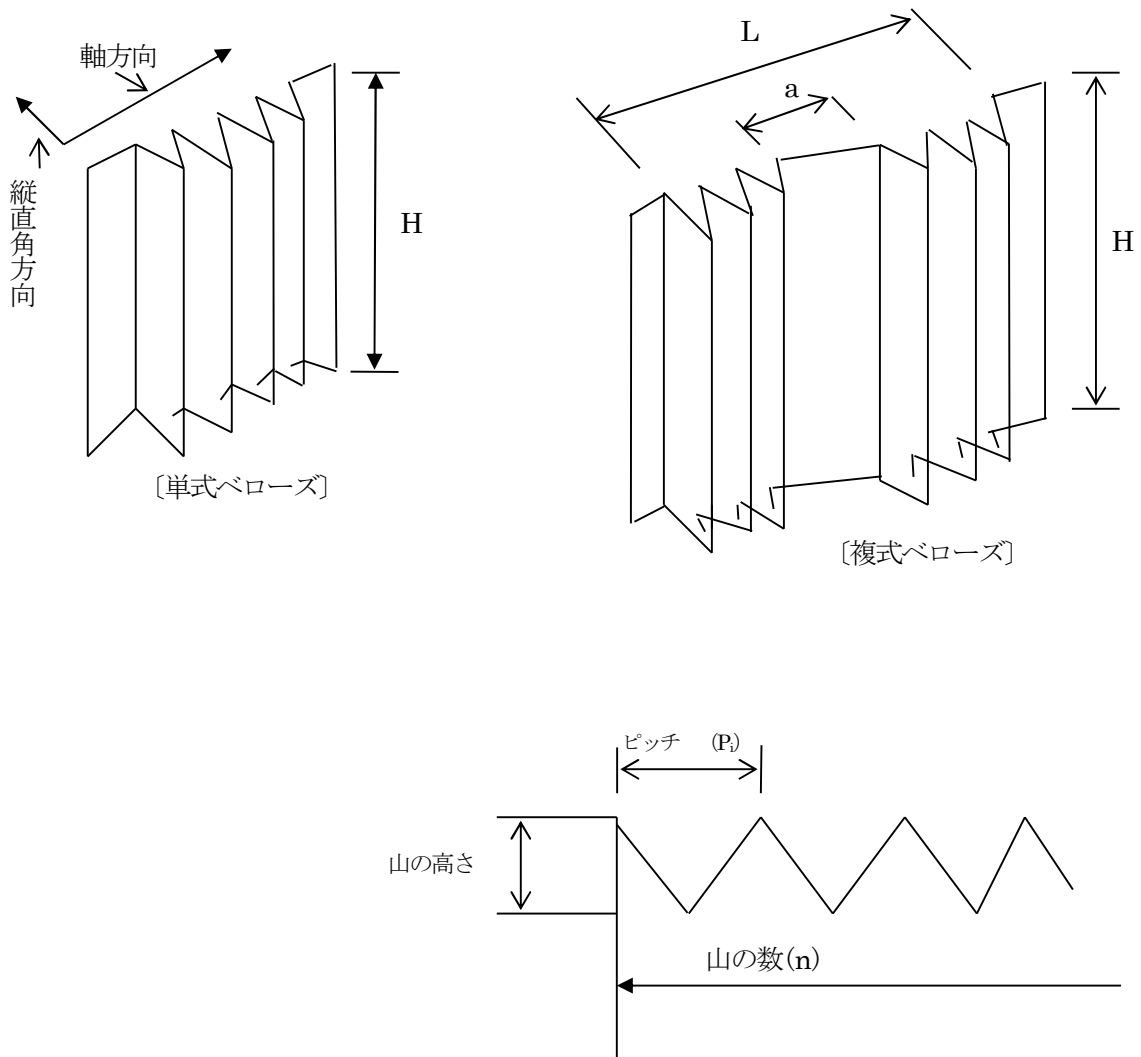 軸方向
縦直角方向
H
〔単式ベローズ〕
L
a
H
〔複式ベローズ〕
ピッチ (Pi)
山の高さ
山の数(n)